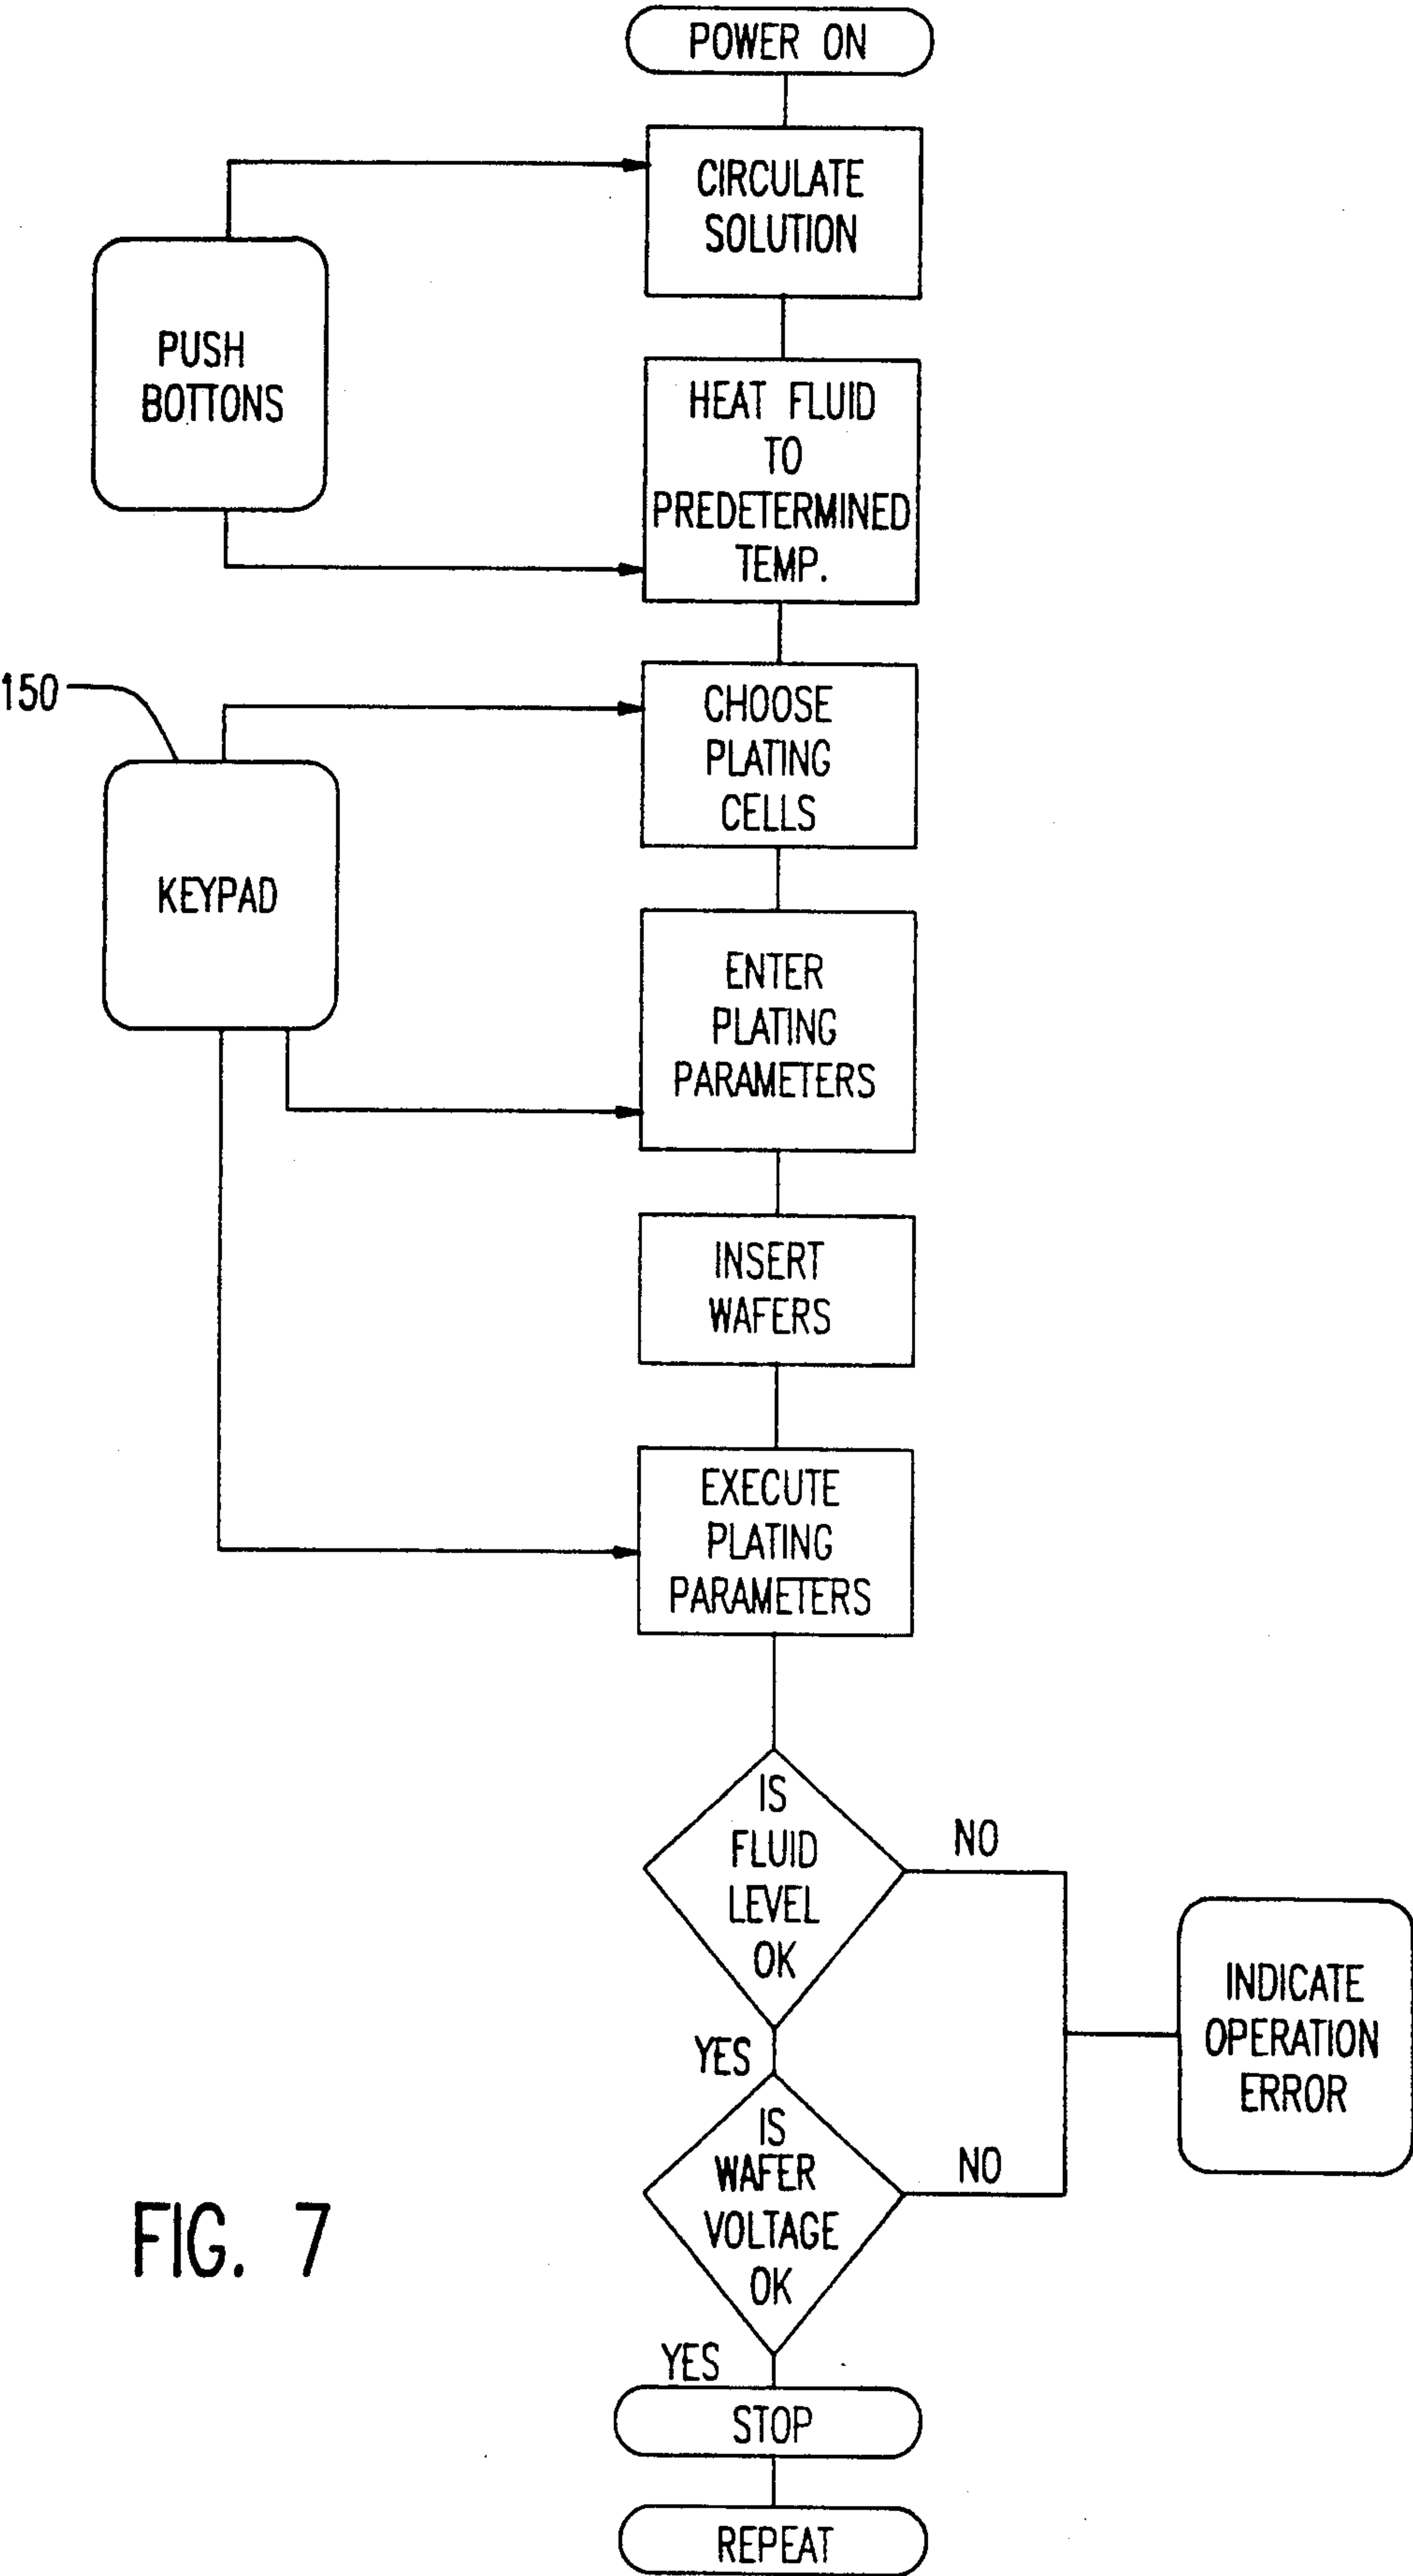 POWER ON
CIRCULATE
SOLUTION
PUSH
BOTTONS
HEAT FLUID
TO
PREDETERMINED
TEMP.
150
CHOOSE
PLATING
CELLS
KEYPAD
ENTER
PLATING
PARAMETERS
INSERT
WAFERS
EXECUTE
PLATING
PARAMETERS
IS
FLUID
LEVEL
OK
NO
YES
INDICATE
OPERATION
ERROR
IS
WAFER
VOLTAGE
OK
NO
YES
STOP
REPEAT
FIG. 7